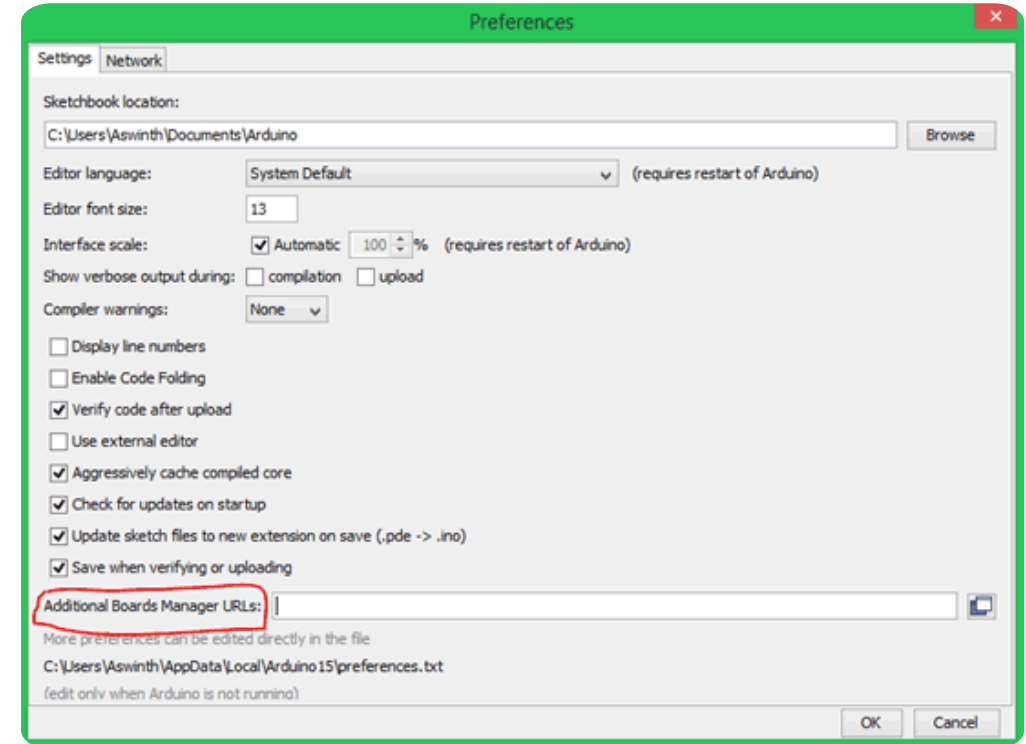 Preferences
Settings Network
Sketchbook location:
C:\Users\Aswinth\Documents\Arduino Browse
Editor language: System Default (requires restart of Arduino)
Editor font size: 13
Interface scale: Automatic 100 % (requires restart of Arduino)
Show verbose output during: compilation upload
Compiler warnings: None
Display line numbers
Enable Code Folding
Verify code after upload
Use external editor
Aggressively cache compiled core
Check for updates on startup
Update sketch files to new extension on save (.pde -> .ino)
Save when verifying or uploading
Additional Boards Manager URLs:
More preferences can be edited directly in the file
C:\Users\Aswinth\AppData\Local\Arduino15\preferences.txt
(edit only when Arduino is not running)
OK Cancel